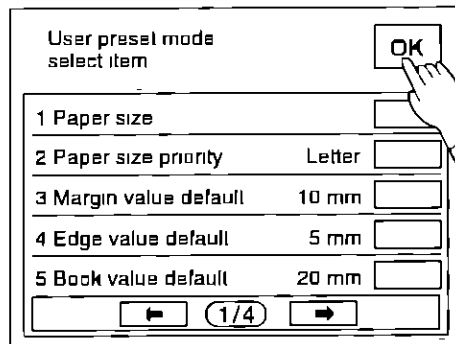 User preset mode
select item
OK
1 Paper size
2 Paper size priority Letter
3 Margin value default 10 mm
4 Edge value default 5 mm
5 Book value default 20 mm
1/4